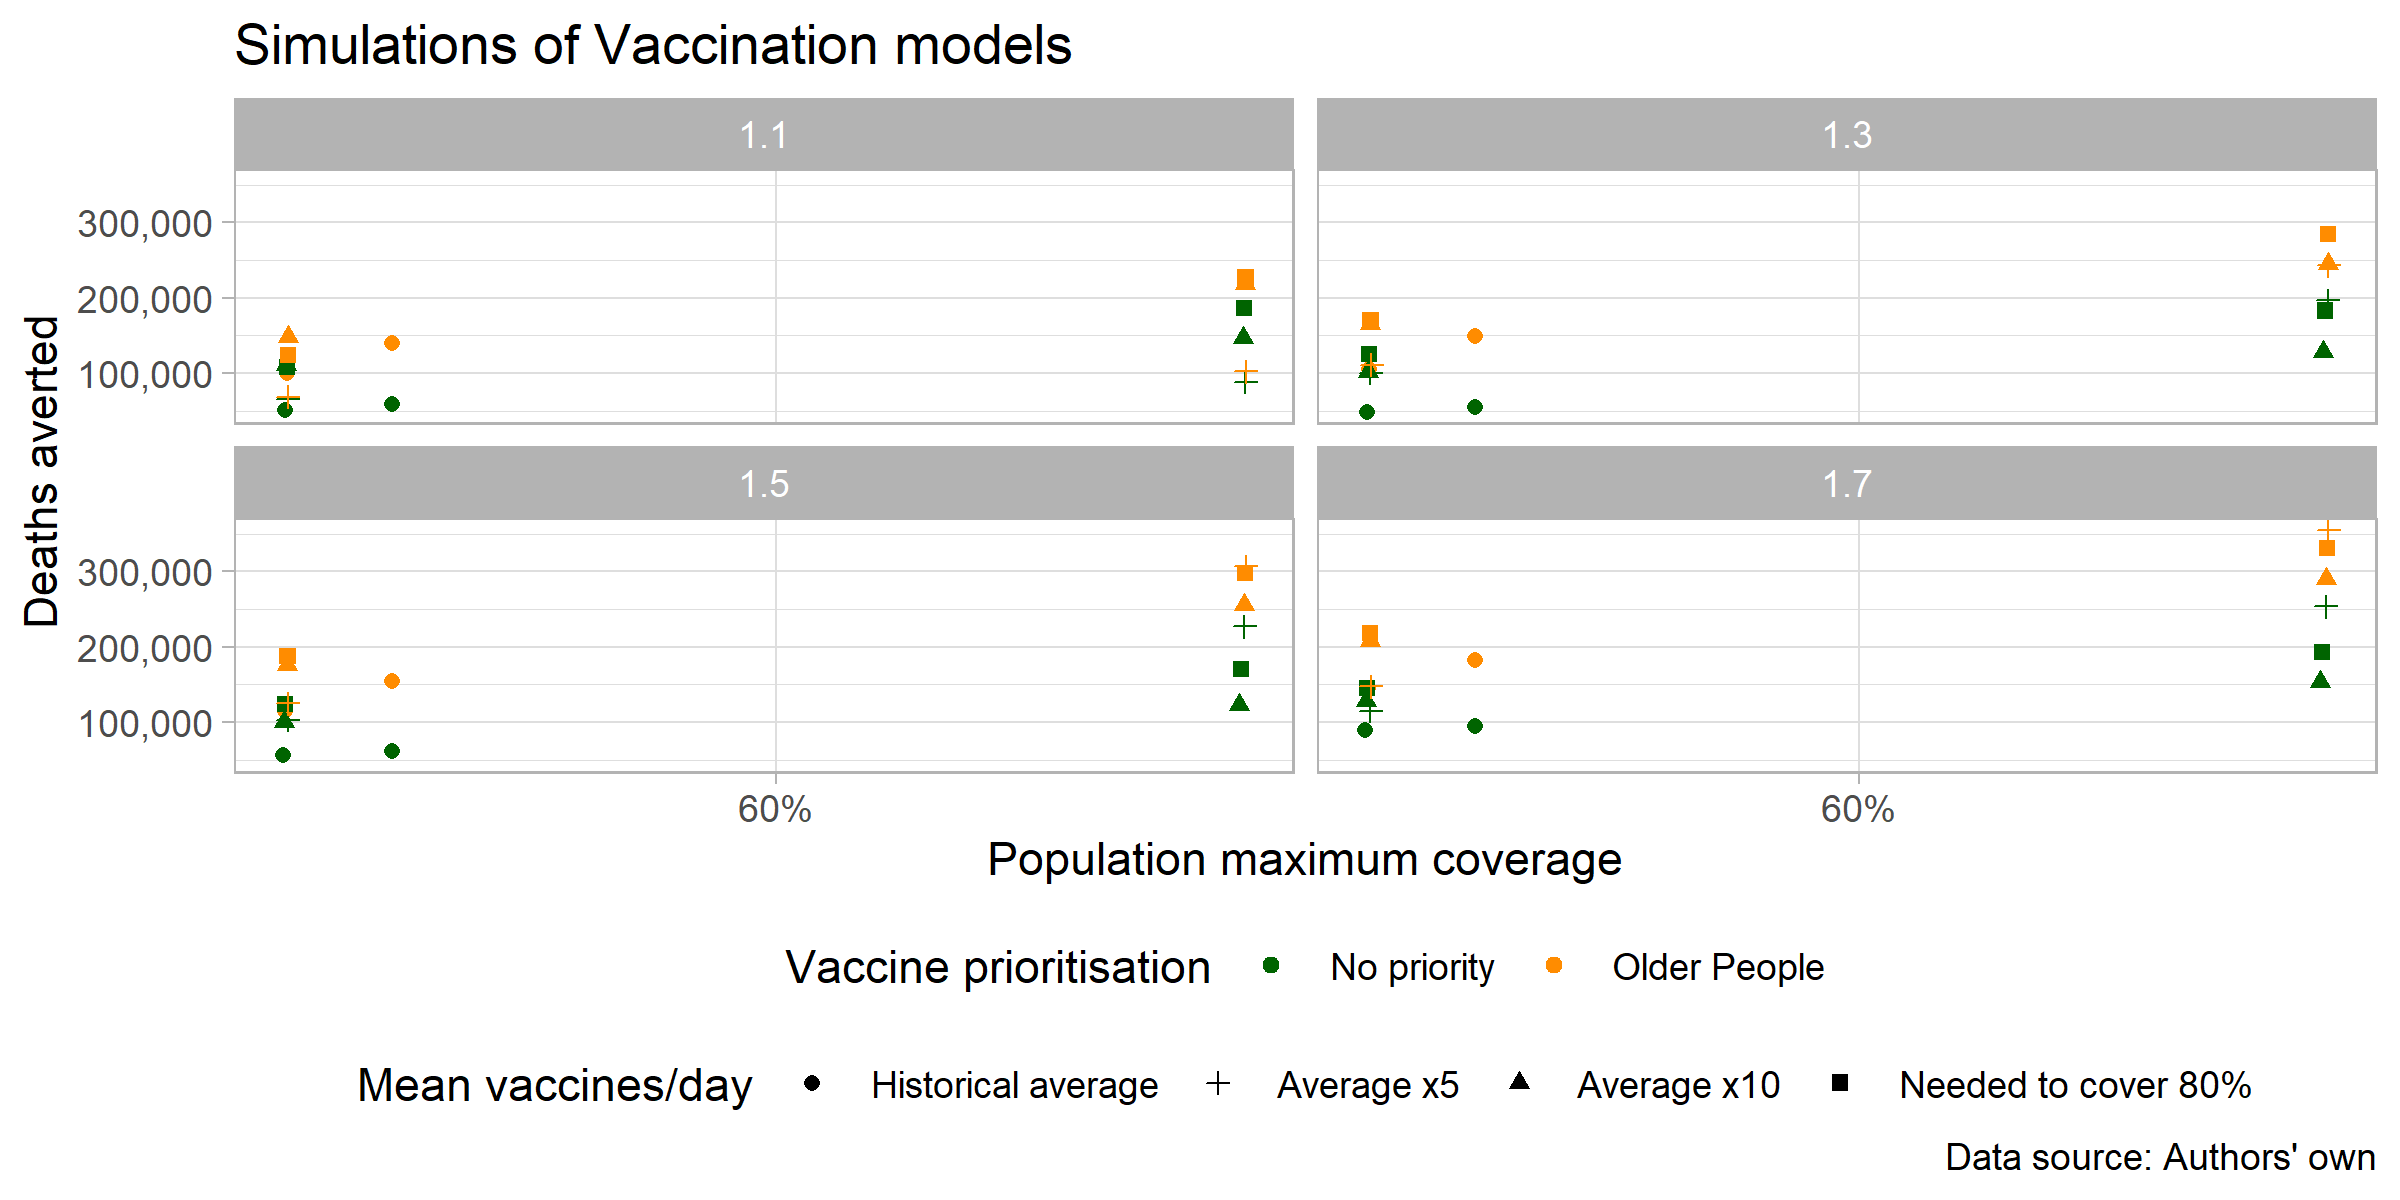 Simulations of Vaccination models
1.1
1.3
300,000
200,000
100,000
1.5
1.7
300,000
200,000
100,000
Deaths averted
60%
60%
Population maximum coverage
Vaccine prioritisation No priority Older People
Mean vaccines/day Historical average Average x5 Average x10 Needed to cover 80%
Data source: Authors' own